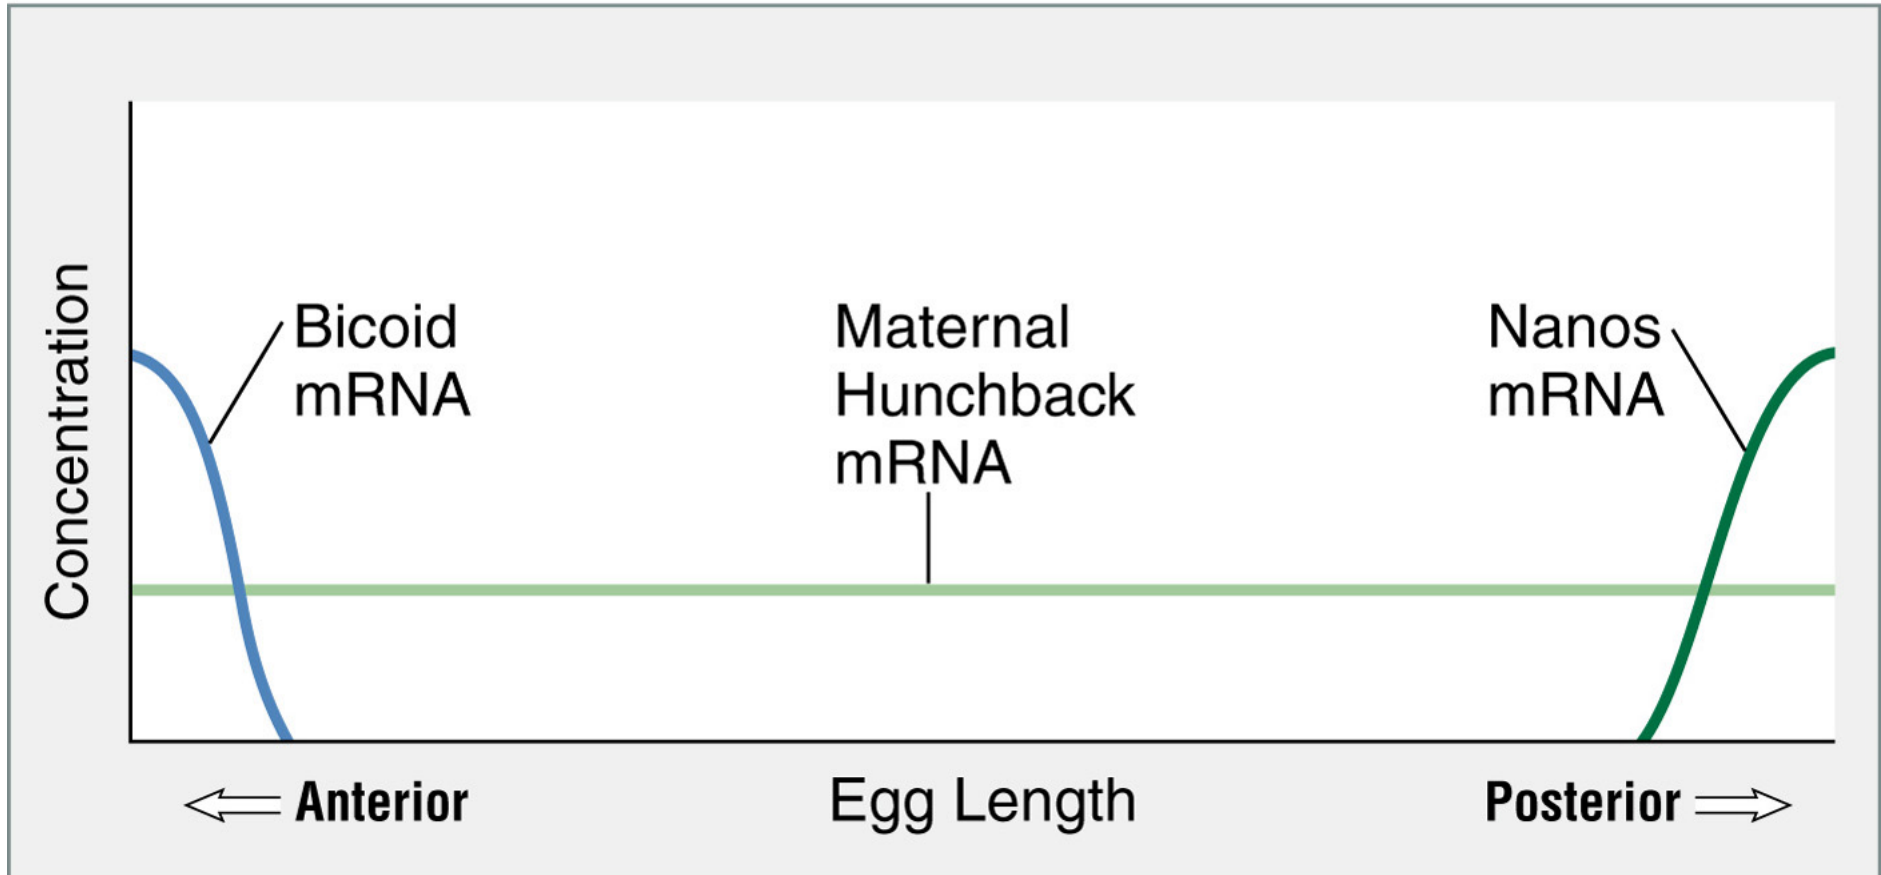 Concentration
Bicoid
mRNA
Maternal
Hunchback
mRNA
Nanos
mRNA
Anterior
Egg Length
Posterior